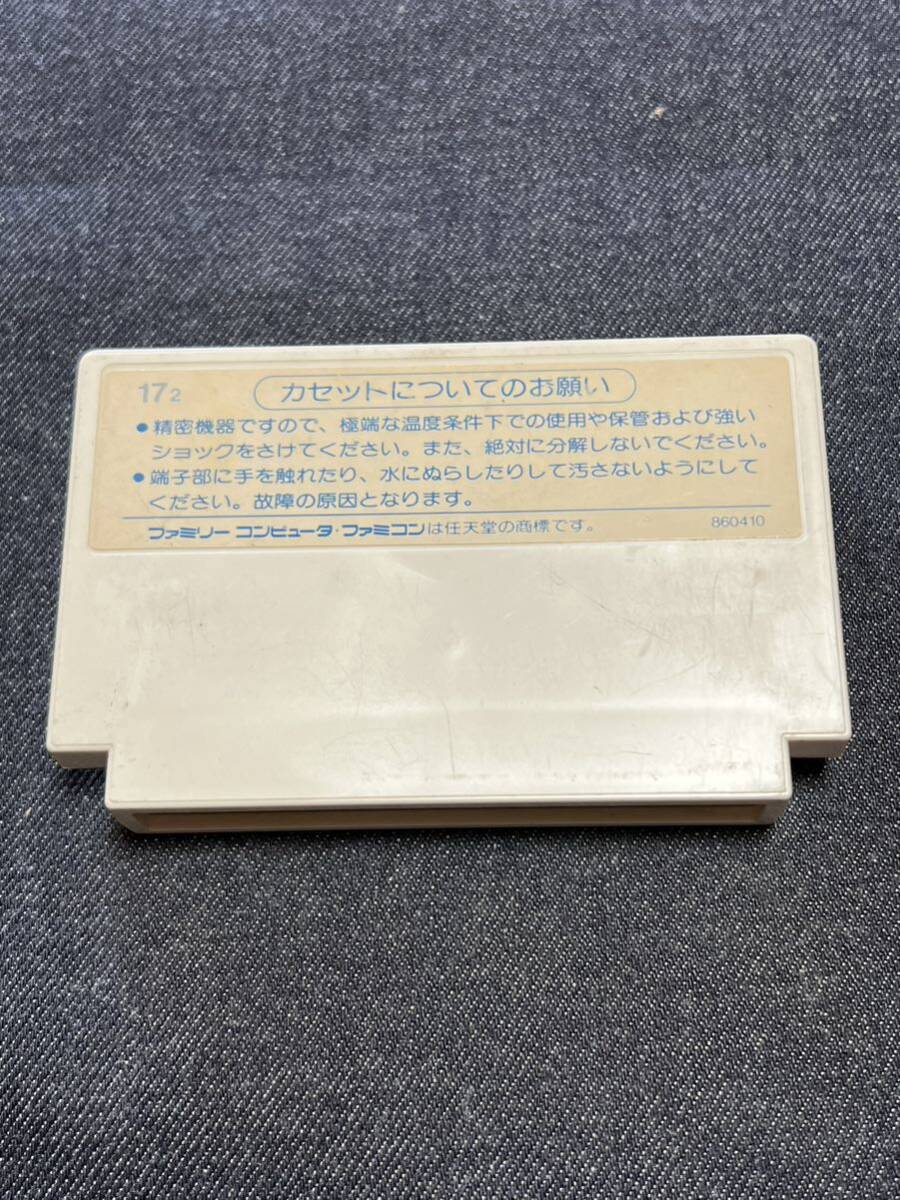 17₂
カセットについてのお願い
●精密機器ですので、極端な温度条件下での使用や保管および強い
ショックをさけてください。また、絶対に分解しないでください。
●端子部に手を触れたり、水にぬらしたりして汚さないようにして
ください。故障の原因となります。
ファミリー コンピュータ・ファミコンは任天堂の商標です。 860410